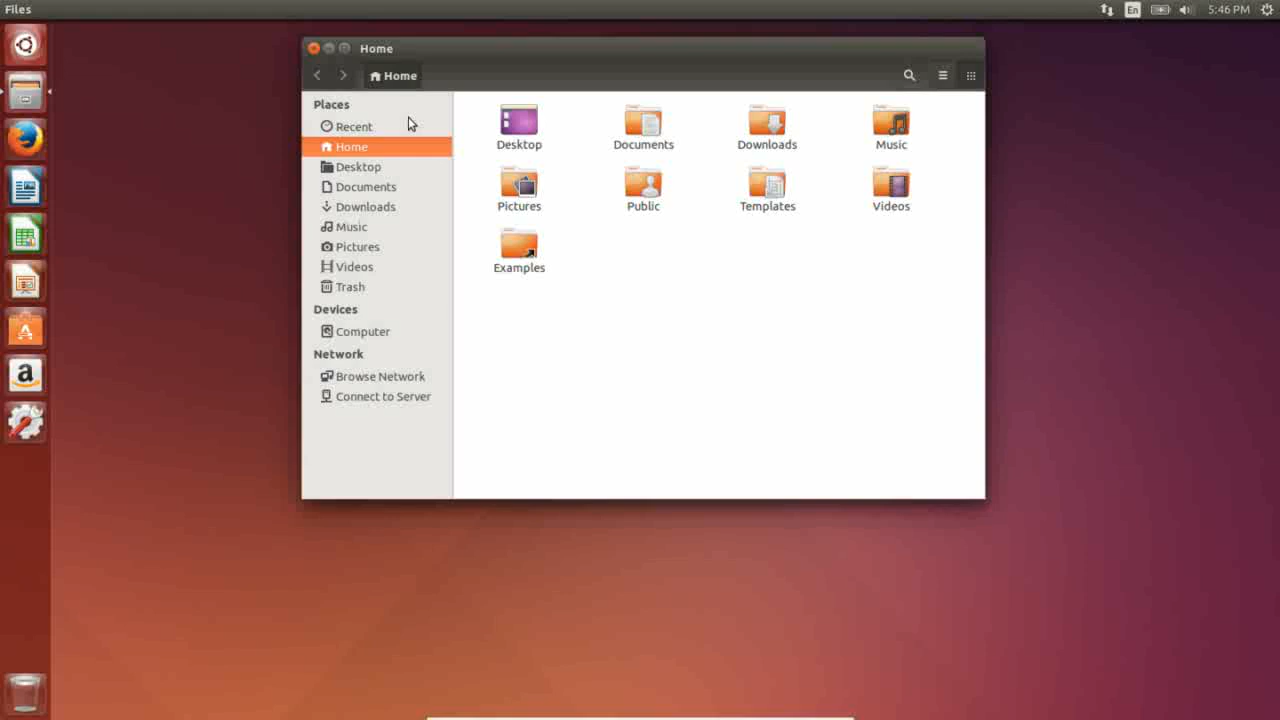 Files
En
5:46 PM
Home
Home
Places
Recent
Home
Desktop
Documents
Downloads
Music
Pictures
Videos
Trash
Devices
Computer
Network
Browse Network
Connect to Server
Desktop Documents Downloads Music
Pictures Public Templates Videos
Examples